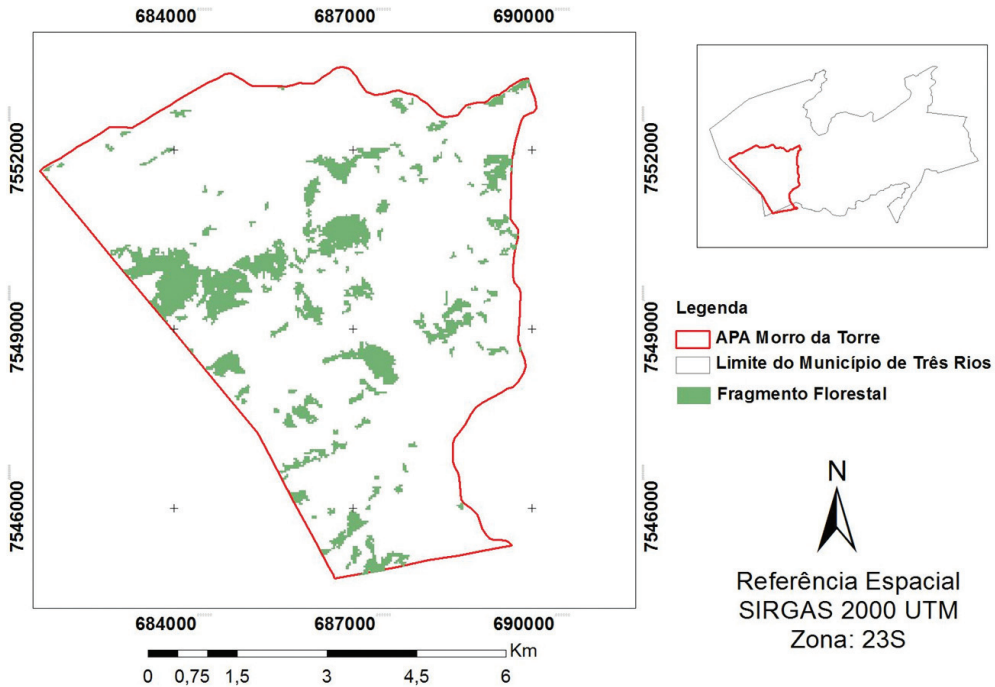 684000 687000 690000
7552000 7552000
7549000 7549000
7546000 7546000
684000 687000 690000
Km
0 0,75 1,5 3 4,5 6
Legenda
APA Morro da Torre
Limite do Município de Três Rios
Fragmento Florestal
N
Referência Espacial
SIRGAS 2000 UTM
Zona: 23S